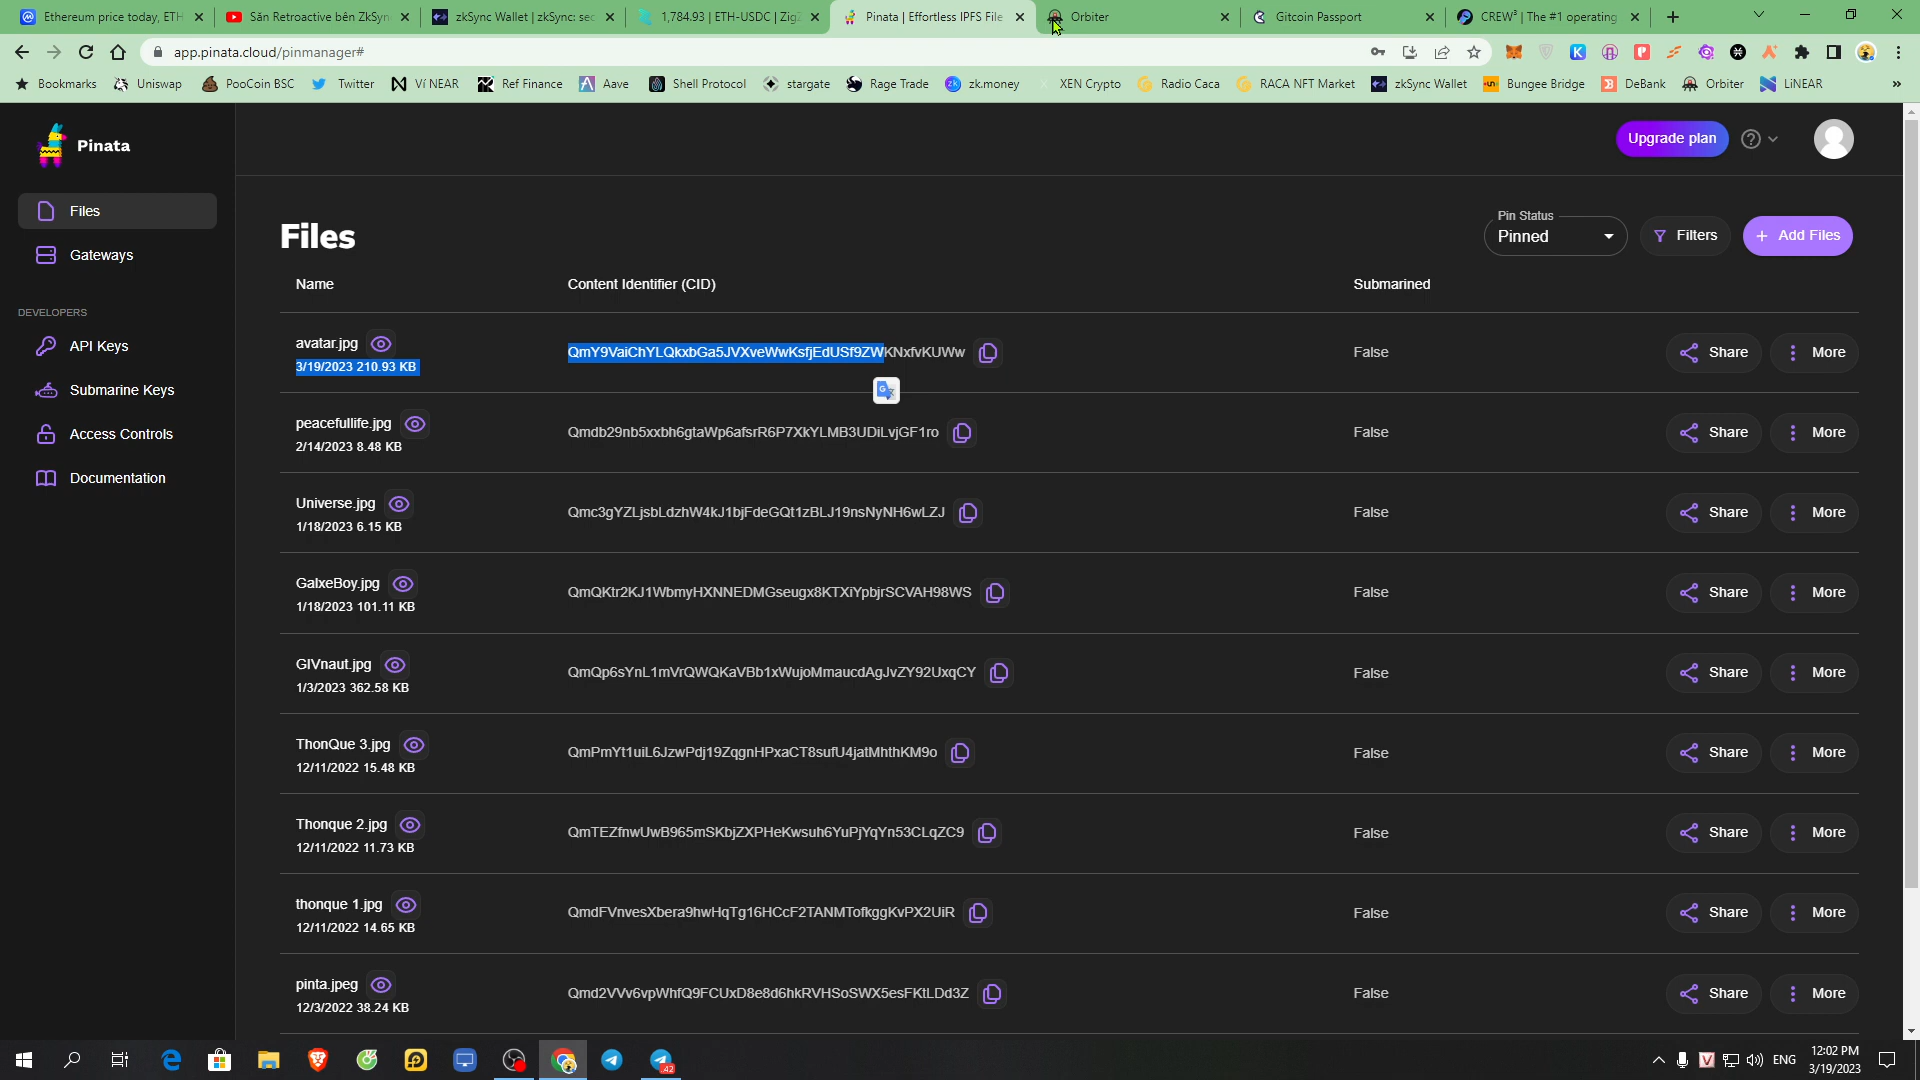 Ethereum price today, ETH
Săn Retroactive bên ZkSyn
zkSync Wallet | zkSync: sec
1,784.93 | ETH-USDC | Zig
Pinata | Effortless IPFS File
Orbiter
Gitcoin Passport
CREW³ | The #1 operating
app.pinata.cloud/pinmanager#
Bookmarks
Uniswap
PooCoin BSC
Twitter
Ví NEAR
Ref Finance
Aave
Shell Protocol
stargate
Rage Trade
zk.money
XEN Crypto
Radio Caca
RACA NFT Market
zkSync Wallet
Bungee Bridge
DeBank
Orbiter
LiNEAR
»
Pinata
Upgrade plan
Files
Gateways
DEVELOPERS
API Keys
Submarine Keys
Access Controls
Documentation
Files
Pin Status
Pinned
Filters
+ Add Files
Name
Content Identifier (CID)
Submarined
avatar.jpg
3/19/2023 210.93 KB
QmY9VaiChYLQkxbGa5JVXveWwKsfjEdUSf9ZWKNxfvKUWw
False
Share
More
peacefullife.jpg
2/14/2023 8.48 KB
Qmdb29nb5xxbh6gtaWp6afsrR6P7XkYLMB3UDiLvjGF1ro
False
Share
More
Universe.jpg
1/18/2023 6.15 KB
Qmc3gYZLjsbLdzhW4kJ1bjFdeGQt1zBLJ19nsNyNH6wLZJ
False
Share
More
GalxeBoy.jpg
1/18/2023 101.11 KB
QmQKtr2KJ1WbmyHXNNEDMGseugx8KTXiYpbjrSCVAH98WS
False
Share
More
GIVnaut.jpg
1/3/2023 362.58 KB
QmQp6sYnL1mVrQWQKaVBb1xWujoMmaucdAgJvZY92UxqCY
False
Share
More
ThonQue 3.jpg
12/11/2022 15.48 KB
QmPmYt1uiL6JzwPdj19ZqgnHPxaCT8sufU4jatMhthKM9o
False
Share
More
Thonque 2.jpg
12/11/2022 11.73 KB
QmTEZfnwUwB965mSKbjZXPHeKwsuh6YuPjYqYn53CLqZC9
False
Share
More
thonque 1.jpg
12/11/2022 14.65 KB
QmdFVnvesXbera9hwHqTg16HCcF2TANMTofkggKvPX2UiR
False
Share
More
pinta.jpeg
12/3/2022 38.24 KB
Qmd2VVv6vpWhfQ9FCUxD8e8d6hkRVHSoSWX5esFKtLDd3Z
False
Share
More
42
ENG
12:02 PM
3/19/2023